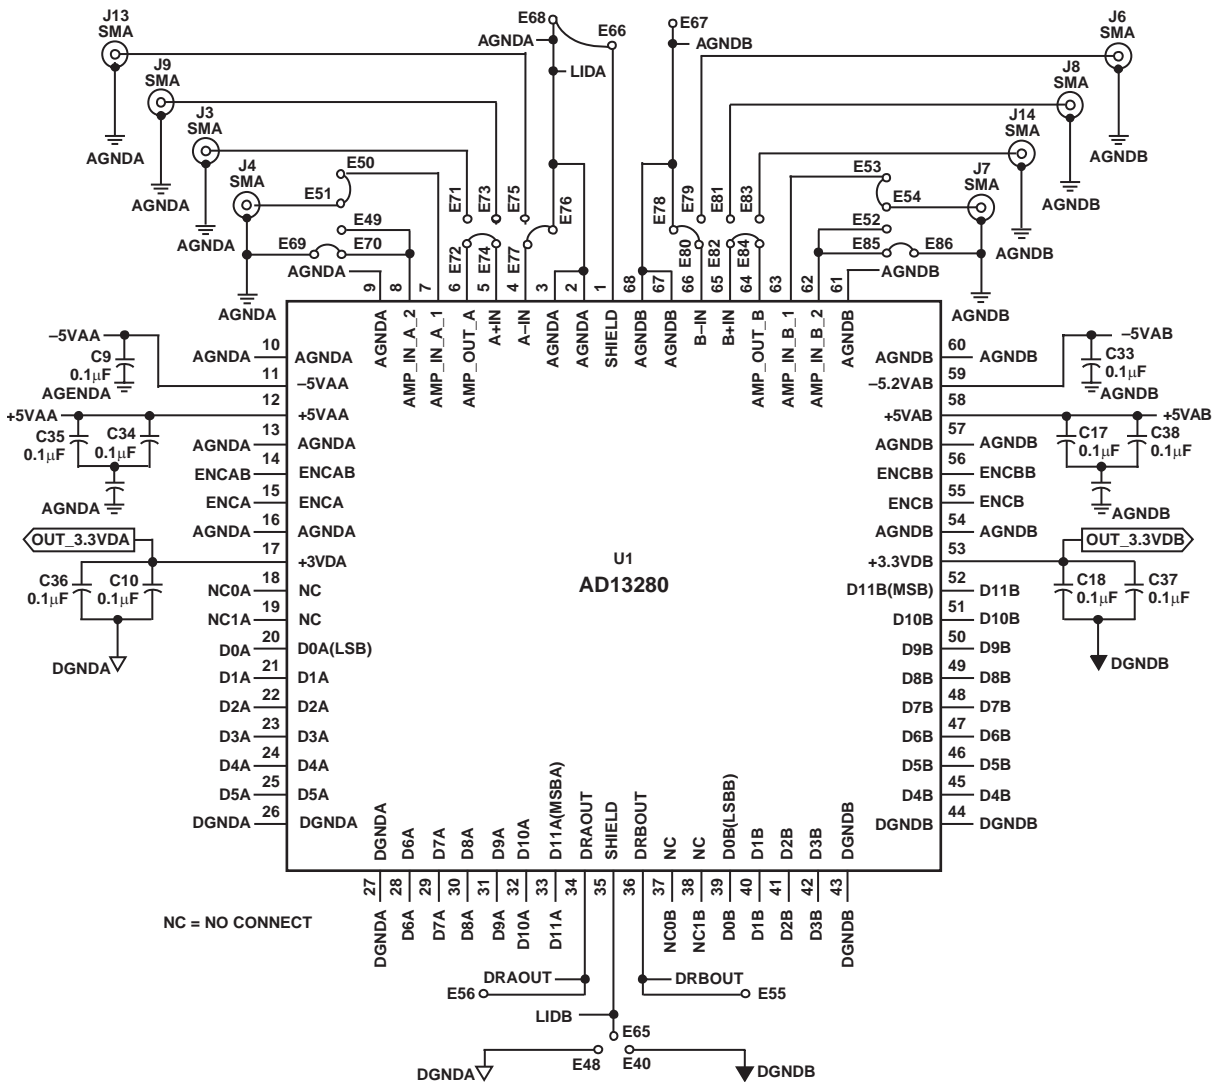 J13
SMA
J9
SMA
J3
SMA
J4
SMA
E68
E66
AGNDA
LIDA
E67
AGNDB
J6
SMA
J8
SMA
J14
SMA
J7
SMA
AGNDA
AGNDA
AGNDA
AGNDA
AGNDB
AGNDB
AGNDB
AGNDB
E50
E51
E49
E69
E70
AGNDA
E71
E73
E75
E76
E72
E74
E77
E78
E79
E81
E83
E80
E82
E84
E53
E54
E52
E85
E86
AGNDB
9
8
7
6
5
4
3
2
1
68
67
66
65
64
63
62
61
AGNDA
AMP_IN_A_2
AMP_IN_A_1
AMP_OUT_A
A+IN
A–IN
AGNDA
AGNDA
SHIELD
AGNDB
AGNDB
B–IN
B+IN
AMP_OUT_B
AMP_IN_B_1
AMP_IN_B_2
AGNDB
–5VAA
C9
0.1μF
AGENDA
+5VAA
C35
0.1μF
C34
0.1μF
AGNDA
OUT_3.3VDA
C36
0.1μF
C10
0.1μF
DGNDA
AGNDA 10 AGNDA
11 –5VAA
12 +5VAA
AGNDA 13 AGNDA
ENCAB 14 ENCAB
ENCA 15 ENCA
AGNDA 16 AGNDA
17 +3VDA
NC0A 18 NC
NC1A 19 NC
D0A 20 D0A(LSB)
D1A 21 D1A
D2A 22 D2A
D3A 23 D3A
D4A 24 D4A
D5A 25 D5A
DGNDA 26 DGNDA
U1
AD13280
AGNDB 60 AGNDB
–5.2VAB 59
+5VAB 58
AGNDB 57 AGNDB
ENCBB 56 ENCBB
ENCB 55 ENCB
AGNDB 54 AGNDB
+3.3VDB 53
D11B(MSB) 52 D11B
D10B 51 D10B
D9B 50 D9B
D8B 49 D8B
D7B 48 D7B
D6B 47 D6B
D5B 46 D5B
D4B 45 D4B
DGNDB 44 DGNDB
–5VAB
C33
0.1μF
AGNDB
+5VAB
C17
0.1μF
C38
0.1μF
AGNDB
OUT_3.3VDB
C18
0.1μF
C37
0.1μF
DGNDB
DGNDA
D6A
D7A
D8A
D9A
D10A
D11A(MSBA)
DRAOUT
SHIELD
DRBOUT
NC
NC
D0B(LSBB)
D1B
D2B
D3B
DGNDB
27
28
29
30
31
32
33
34
35
36
37
38
39
40
41
42
43
DGNDA
D6A
D7A
D8A
D9A
D10A
D11A
NC0B
NC1B
D0B
D1B
D2B
D3B
DGNDB
NC = NO CONNECT
DRAOUT
E56
DRBOUT
E55
LIDB
E65
E48
E40
DGNDA
DGNDB